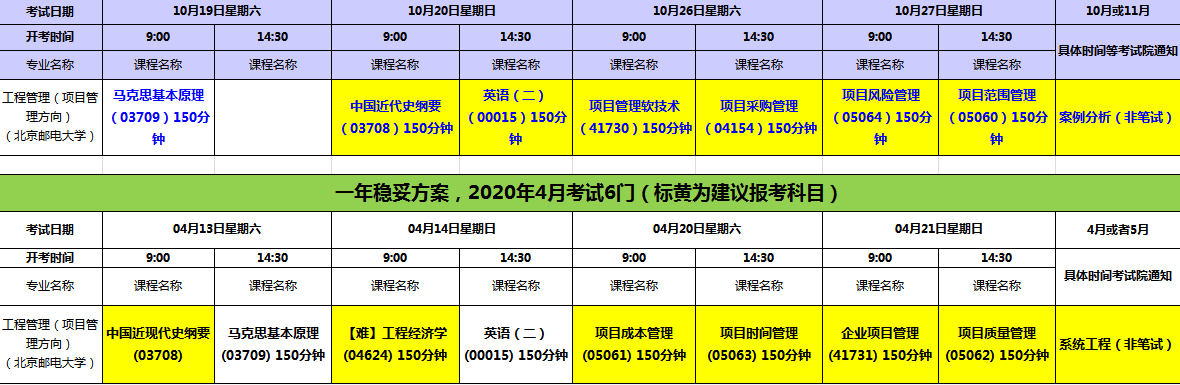 考试日期 10月19日星期六 10月20日星期日 10月26日星期六 10月27日星期日 10月或11月
开考时间 9:00 14:30 9:00 14:30 9:00 14:30 9:00 14:30 具体时间等考试院通知
专业名称 课程名称 课程名称 课程名称 课程名称 课程名称 课程名称 课程名称 课程名称
工程管理（项目管
理方向）
（北京邮电大学）
马克思基本原理
（03709）150分
钟
中国近代史纲要
（03708）150分钟
英语（二）
（00015）150分
钟
项目管理软技术
（41730）150分钟
项目采购管理
（04154）150分钟
项目风险管理
（05064）150分
钟
项目范围管理
（05060）150分
钟
案例分析（非笔试）
一年稳妥方案，2020年4月考试6门（标黄为建议报考科目）
考试日期 04月13日星期六 04月14日星期日 04月20日星期六 04月21日星期日 4月或者5月
开考时间 9:00 14:30 9:00 14:30 9:00 14:30 9:00 14:30 具体时间考试院通知
专业名称 课程名称 课程名称 课程名称 课程名称 课程名称 课程名称 课程名称 课程名称
工程管理（项目管
理方向）
（北京邮电大学）
中国近现代史纲要
(03708)
马克思基本原理
(03709) 150分钟
【难】工程经济学
(04624) 150分钟
英语（二）
(00015) 150分钟
项目成本管理
(05061) 150分钟
项目时间管理
(05063) 150分钟
企业项目管理
(41731) 150分钟
项目质量管理
(05062) 150分钟
系统工程（非笔试）